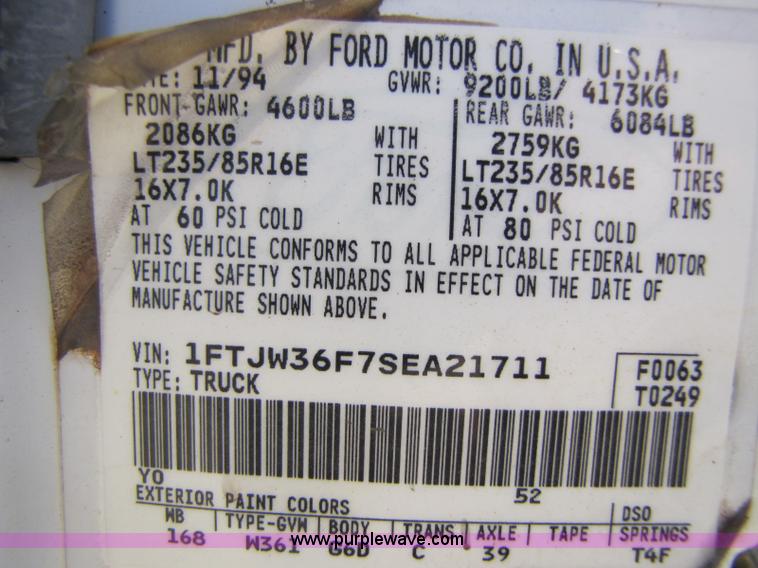 MFD. BY FORD MOTOR CO. IN U.S.A.
11/94 GVWR: 9200LB/ 4173KG
FRONT GAWR: 4600LB REAR GAWR: 6084LB
2086KG WITH 2759KG WITH
LT235/85R16E TIRES LT235/85R16E TIRES
16X7.0K RIMS 16X7.0K RIMS
AT 60 PSI COLD AT 80 PSI COLD
THIS VEHICLE CONFORMS TO ALL APPLICABLE FEDERAL MOTOR
VEHICLE SAFETY STANDARDS IN EFFECT ON THE DATE OF
MANUFACTURE SHOWN ABOVE.
VIN: 1FTJW36F7SEA21711 F0063
TYPE: TRUCK T0249
YO 52
EXTERIOR PAINT COLORS DSO
WB TYPE-GVW BODY TRANS AXLE TAPE SPRINGS
168 W361 G6D C 39 T4F
www.purplewave.com